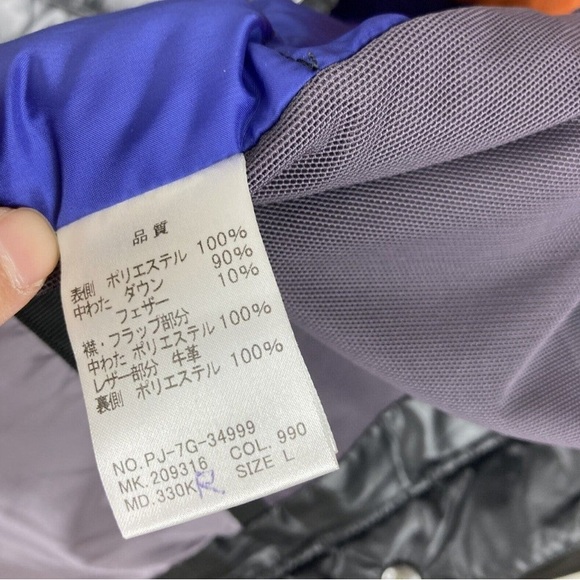 品質
表側 ポリエステル 100%
中わた ダウン 90%
フェザー 10%
襟・フラップ部分
中わた ポリエステル 100%
レザー部分 牛革
裏側 ポリエステル 100%
NO.PJ-7G-34999
MK.209316 COL.990
MD.330K R SIZE L